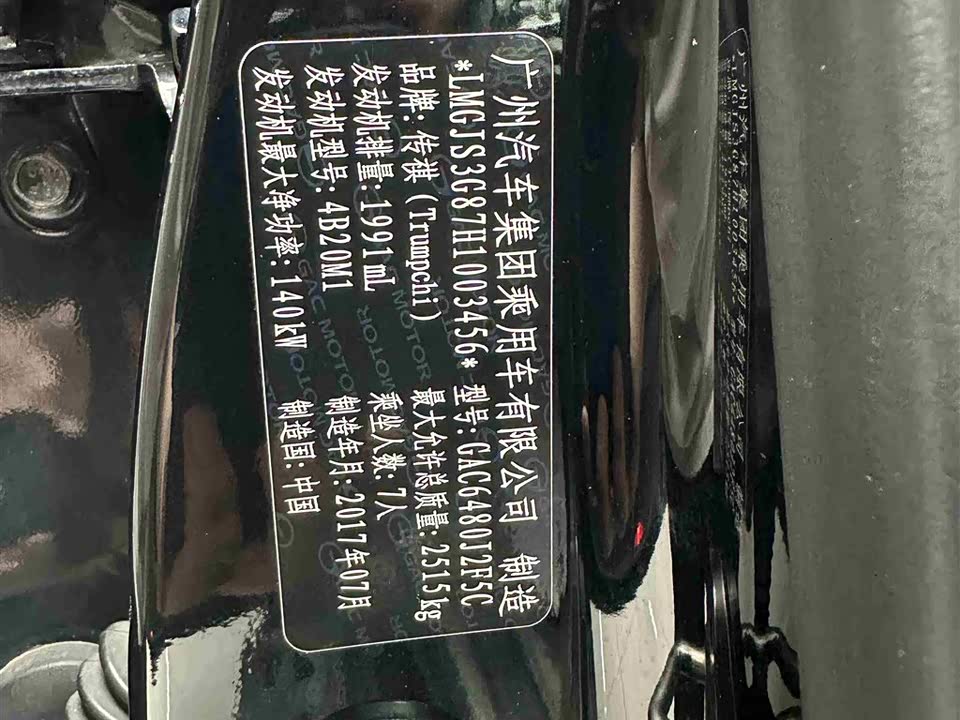 广州汽车集团乘用车有限公司 制造
*LMGJS3G87H1003456* 型号:GAC6480J2F5C
品牌:传祺(Trumpchi) 最大允许总质量:2515kg
发动机排量:1991mL 乘坐人数:7人
发动机型号:4B20M1 制造年月:2017年07月
发动机最大净功率:140kW 制造国:中国